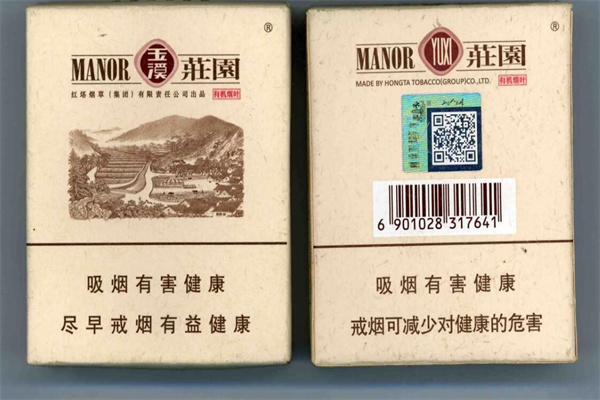 ®
MANOR 玉溪 莊園
有机烟叶
红塔烟草（集团）有限责任公司出品
吸烟有害健康
尽早戒烟有益健康
®
MANOR YUXI 莊園
MADE BY HONGTA TOBACCO(GROUP)CO.,LTD.
有机烟叶
6 901028 317641
吸烟有害健康
戒烟可减少对健康的危害